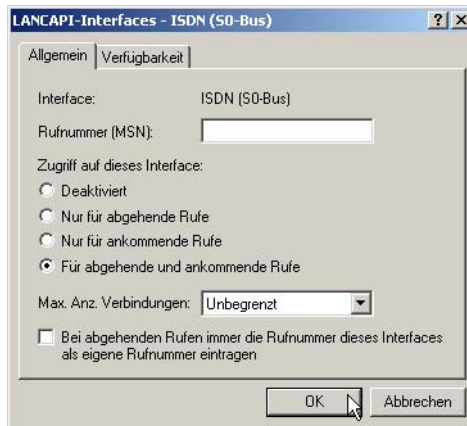 LANCAPI-Interfaces - ISDN (S0-Bus)
Allgemein Verfügbarkeit
Interface: ISDN (S0-Bus)
Rufnummer (MSN):
Zugriff auf dieses Interface:
Deaktiviert
Nur für abgehende Rufe
Nur für ankommende Rufe
Für abgehende und ankommende Rufe
Max. Anz. Verbindungen: Unbegrenzt
Bei abgehenden Rufen immer die Rufnummer dieses Interfaces
als eigene Rufnummer eintragen
OK Abbrechen